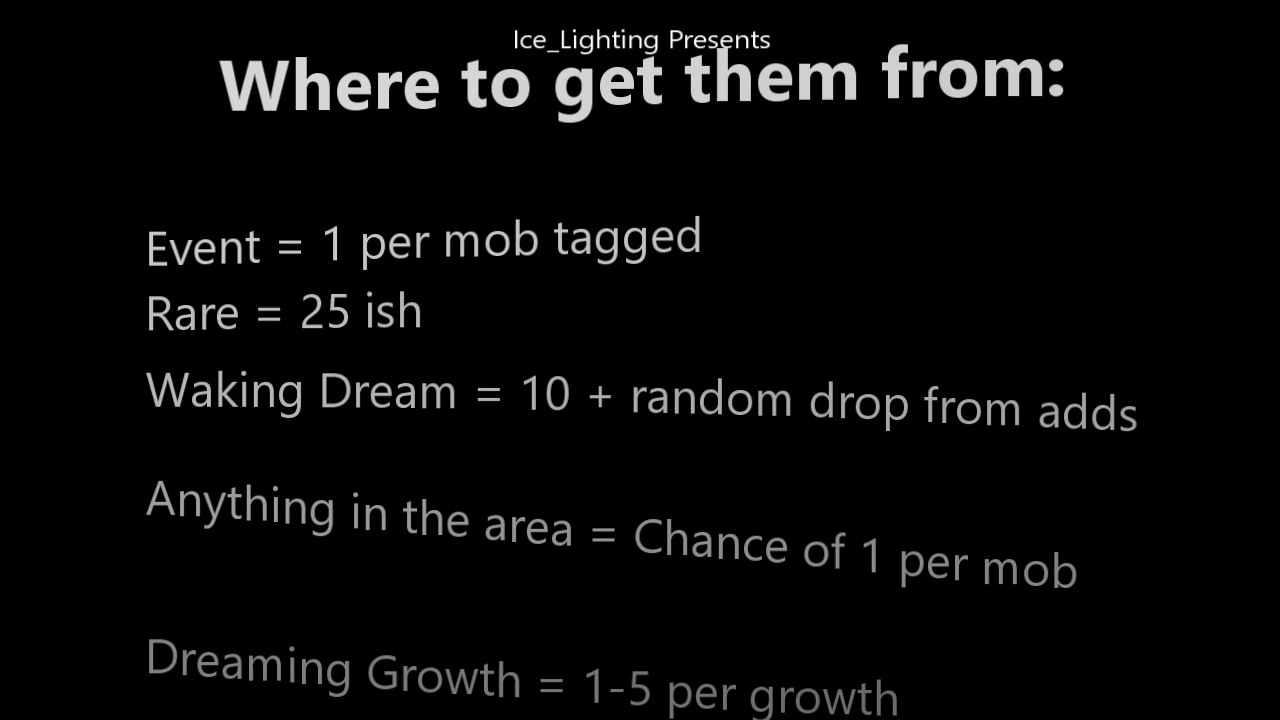 Ice_Lighting Presents
Where to get them from:
Event = 1 per mob tagged
Rare = 25 ish
Waking Dream = 10 + random drop from adds
Anything in the area = Chance of 1 per mob
Dreaming Growth = 1-5 per growth